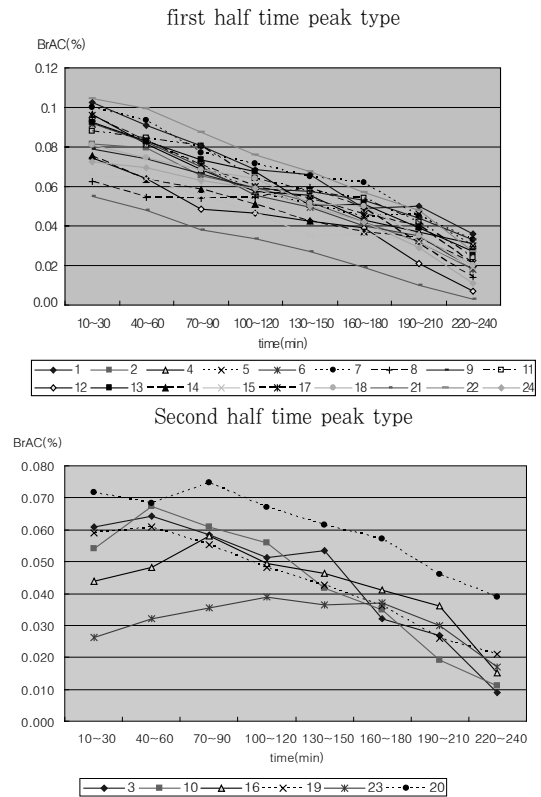 first half time peak type
BrAC(%)
0.12
0.1
0.08
0.06
0.04
0.02
0.00
10~30 40~60 70~90 100~120 130~150 160~180 190~210 220~240
time(min)
1 2 4 5 6 7 8 9 11
12 13 14 15 17 18 21 22 24
Second half time peak type
BrAC(%)
0.080
0.070
0.060
0.050
0.040
0.030
0.020
0.010
0.000
10~30 40~60 70~90 100~120 130~150 160~180 190~210 220~240
time(min)
3 10 16 19 23 20